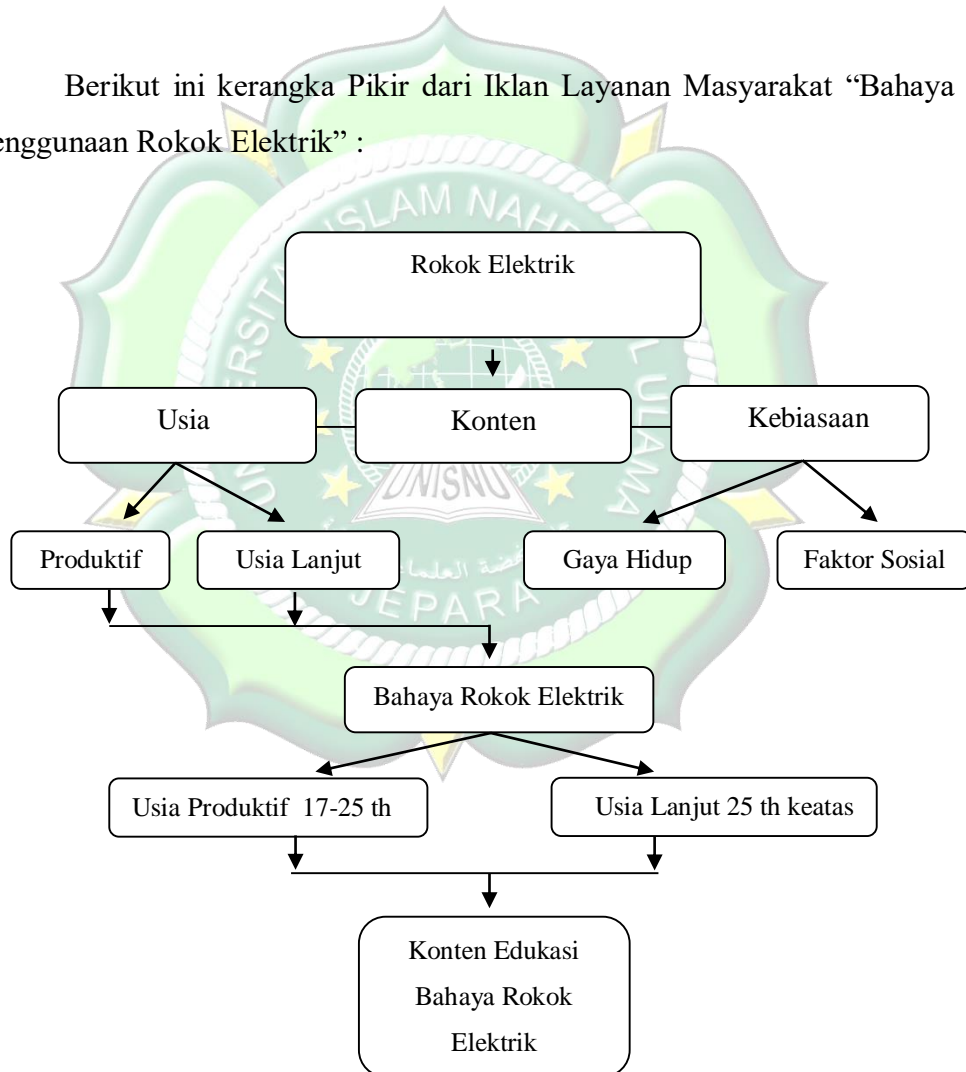 Berikut ini kerangka Pikir dari Iklan Layanan Masyarakat “Bahaya
enggunaan Rokok Elektrik” :
Rokok Elektrik
Usia
Konten
Kebiasaan
UNISNU
Produktif
Usia Lanjut
Gaya Hidup
Faktor Sosial
JEPARA
Bahaya Rokok Elektrik
Usia Produktif 17-25 th
Usia Lanjut 25 th keatas
Konten Edukasi
Bahaya Rokok
Elektrik